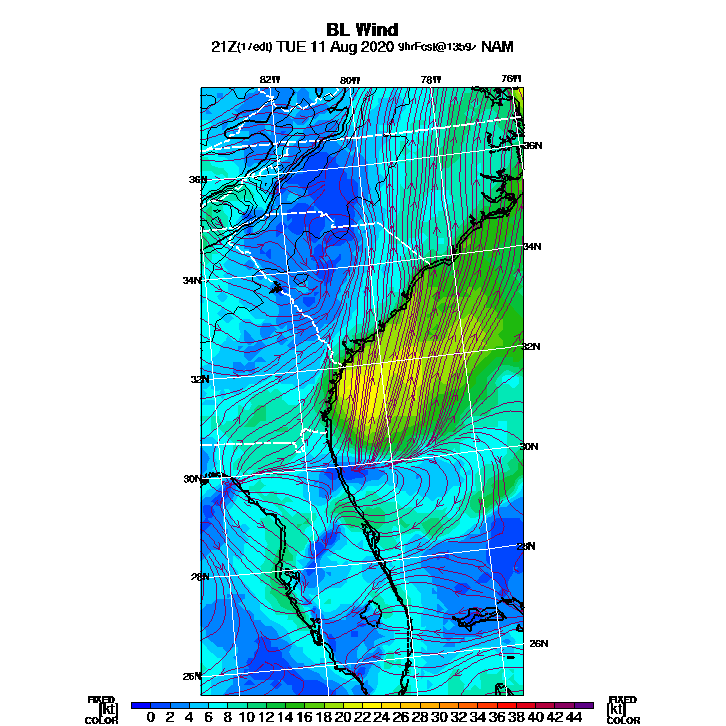 BL Wind
21Z(17edt) TUE 11 Aug 2020 9hrFcst@1359z NAM
82W 80W 78W 76W
36N
36N
34N
34N
32N
32N
30N
30N
28N
28N
26N
26N
FIXED FIXED
[kt] 0 2 4 6 8 10 12 14 16 18 20 22 24 26 28 30 32 34 36 38 40 42 44 [kt]
COLOR COLOR